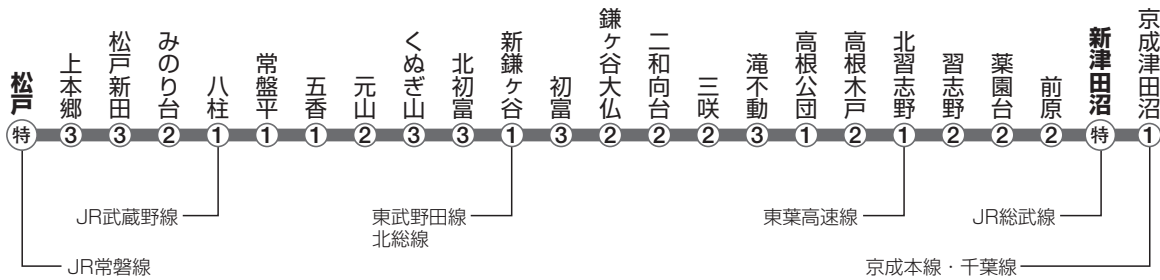 松戸
上本郷
松戸新田
みのり台
八柱
常盤平
五香
元山
くぬぎ山
北初富
新鎌ヶ谷
初富
鎌ヶ谷大仏
二和向台
三咲
滝不動
高根公団
高根木戸
北習志野
習志野
薬園台
前原
新津田沼
京成津田沼
特 3 3 2 1 1 1 2 3 3 1 3 2 2 2 3 1 2 1 2 2 2 特 1
JR武蔵野線
東武野田線
北総線
東葉高速線
JR総武線
JR常磐線
京成本線・千葉線